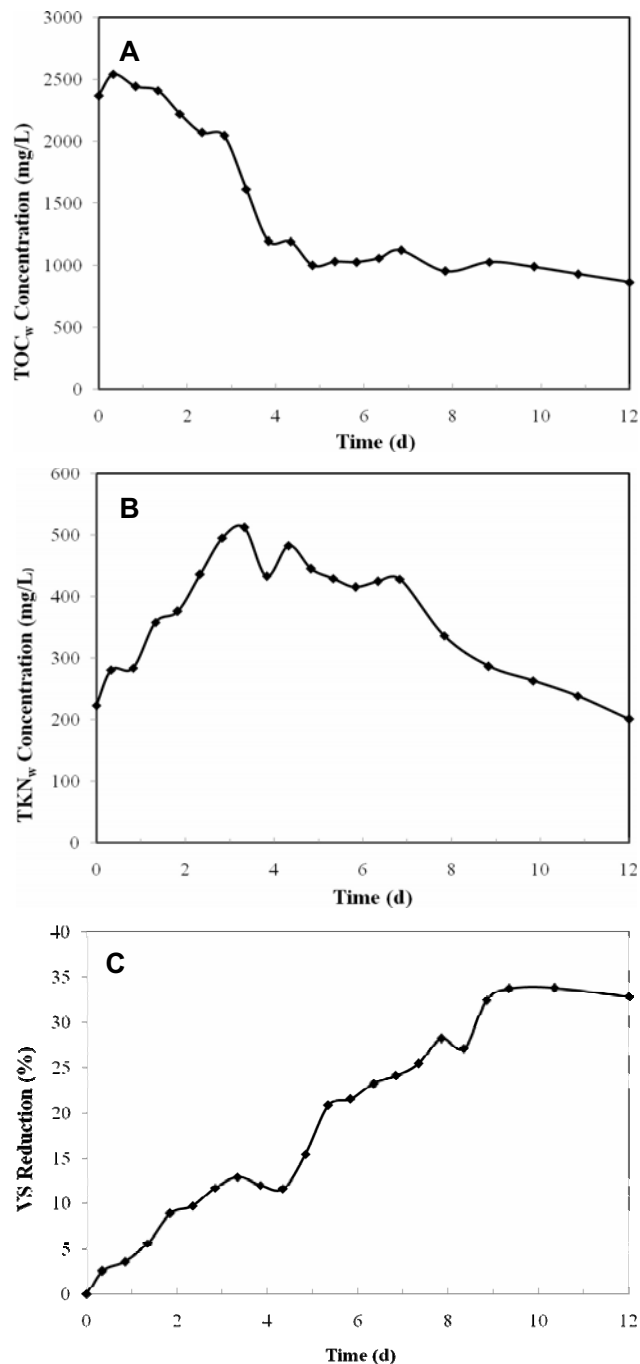 A
3000
2500
2000
1500
1000
500
0
TOCw Concentration (mg/L)
0 2 4 6 8 10 12
Time (d)
B
600
500
400
300
200
100
0
TKNw Concentration (mg/L)
0 2 4 6 8 10 12
Time (d)
C
40
35
30
25
20
15
10
5
0
VS Reduction (%)
0 2 4 6 8 10 12
Time (d)